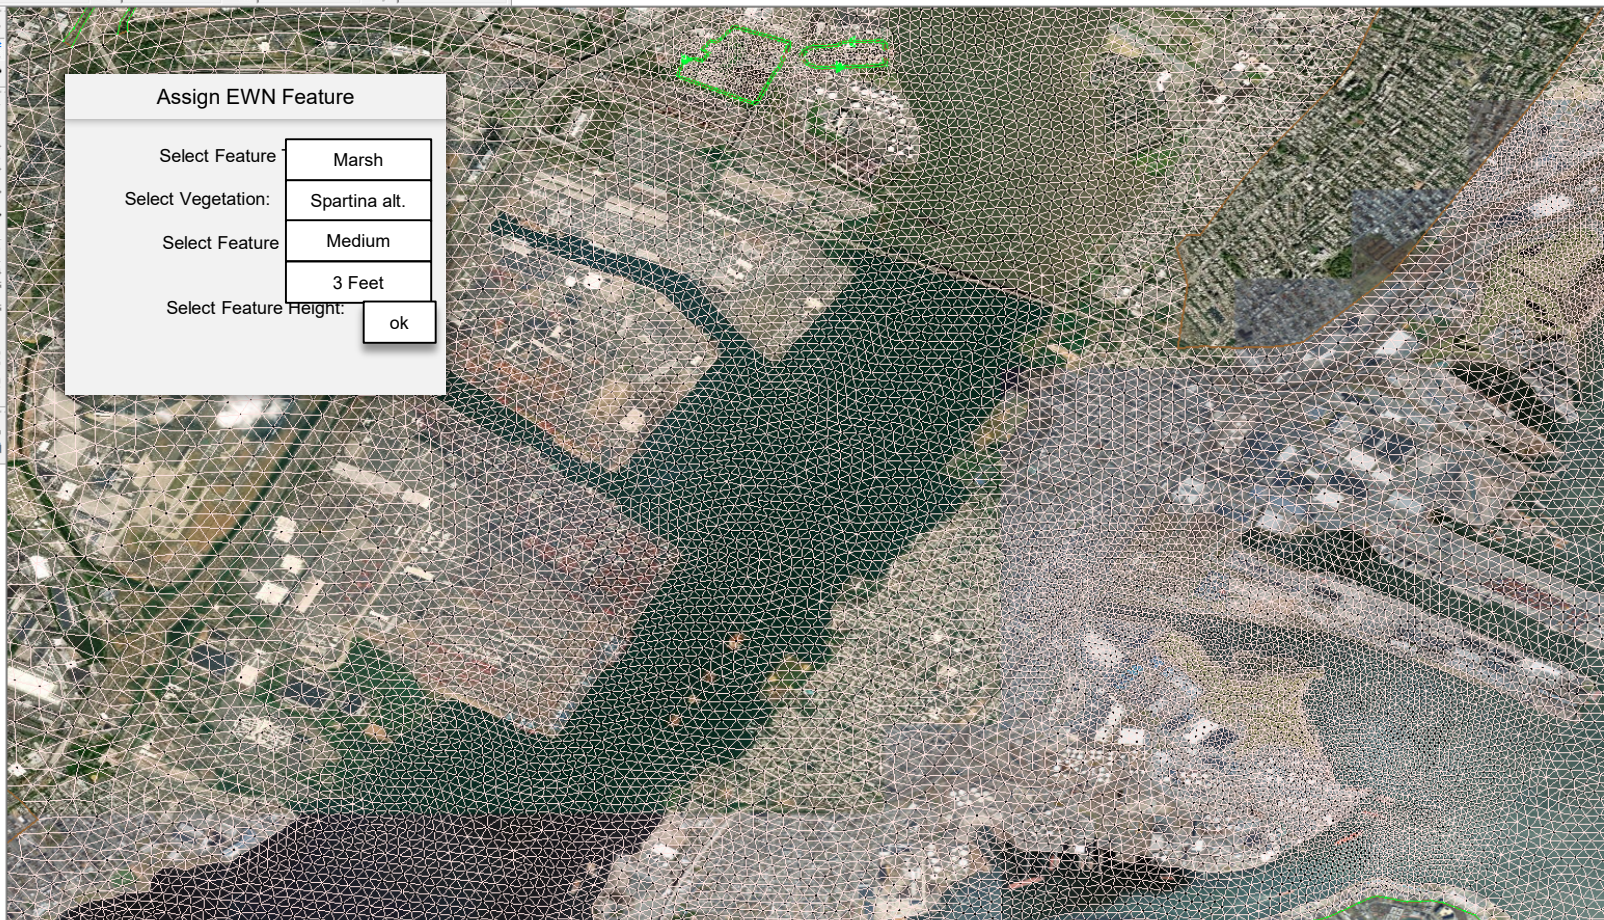 Assign EWN Feature
Select Feature
Marsh
Select Vegetation:
Spartina alt.
Select Feature
Medium
3 Feet
Select Feature Height:
ok